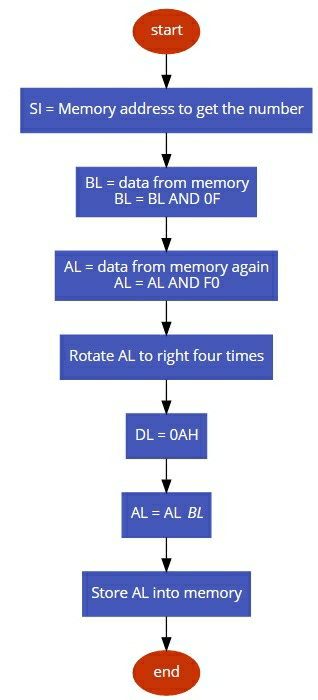 start
SI = Memory address to get the number
BL = data from memory
BL = BL AND 0F
AL = data from memory again
AL = AL AND F0
Rotate AL to right four times
DL = 0AH
AL = AL BL
Store AL into memory
end